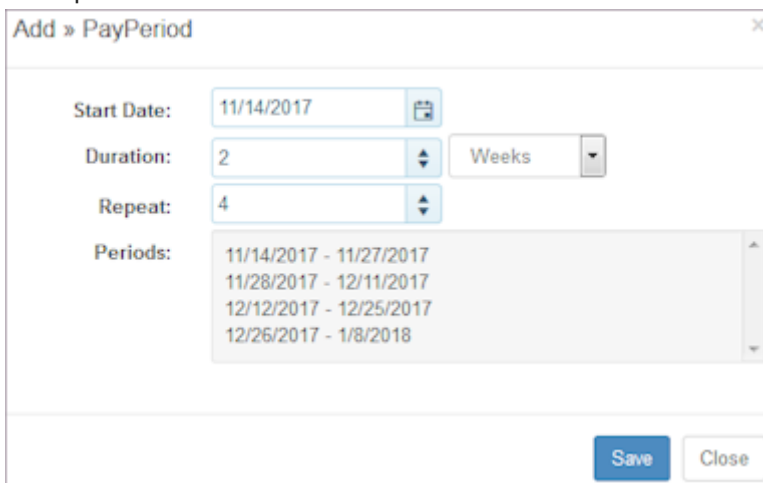 Add » PayPeriod
×
Start Date: 11/14/2017
Duration: 2 Weeks
Repeat: 4
Periods: 11/14/2017 - 11/27/2017
11/28/2017 - 12/11/2017
12/12/2017 - 12/25/2017
12/26/2017 - 1/8/2018
Save Close